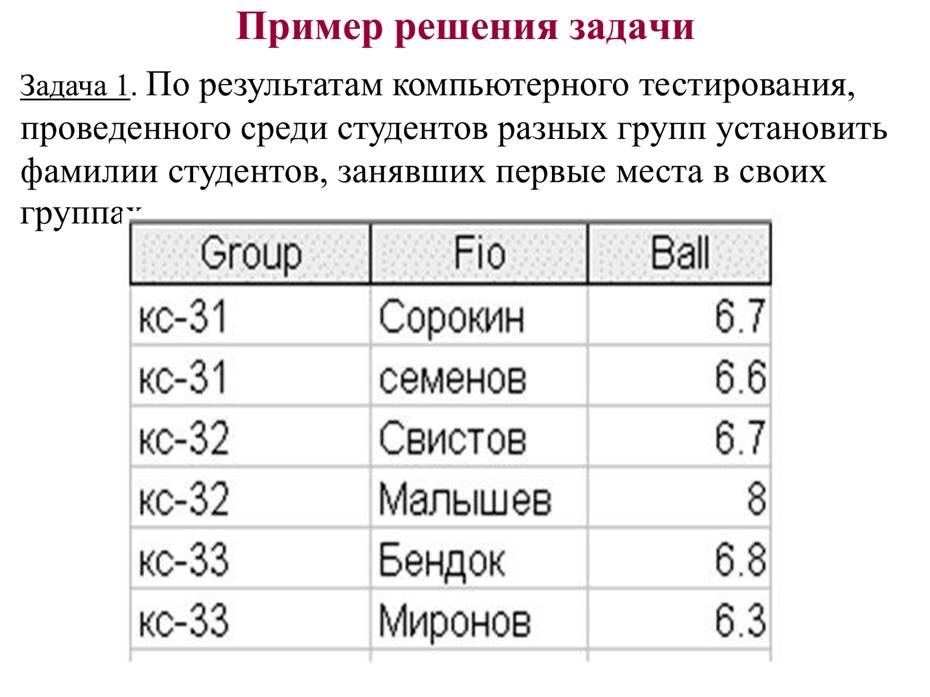 Пример решения задачи
Задача 1. По результатам компьютерного тестирования,
проведенного среди студентов разных групп установить
фамилии студентов, занявших первые места в своих
группах
Group Fio Ball
кс-31 Сорокин 6.7
кс-31 семенов 6.6
кс-32 Свистов 6.7
кс-32 Малышев 8
кс-33 Бендок 6.8
кс-33 Миронов 6.3